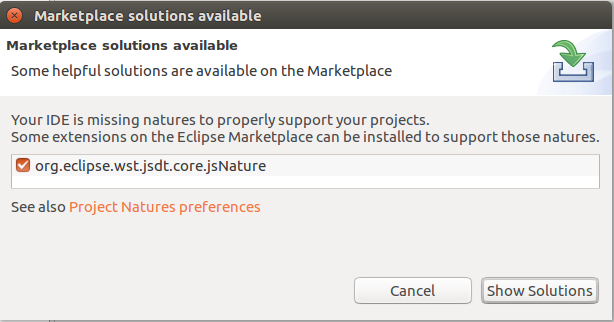 Marketplace solutions available
Marketplace solutions available
Some helpful solutions are available on the Marketplace
Your IDE is missing natures to properly support your projects.
Some extensions on the Eclipse Marketplace can be installed to support those natures.
org.eclipse.wst.jsdt.core.jsNature
See also Project Natures preferences
Cancel Show Solutions